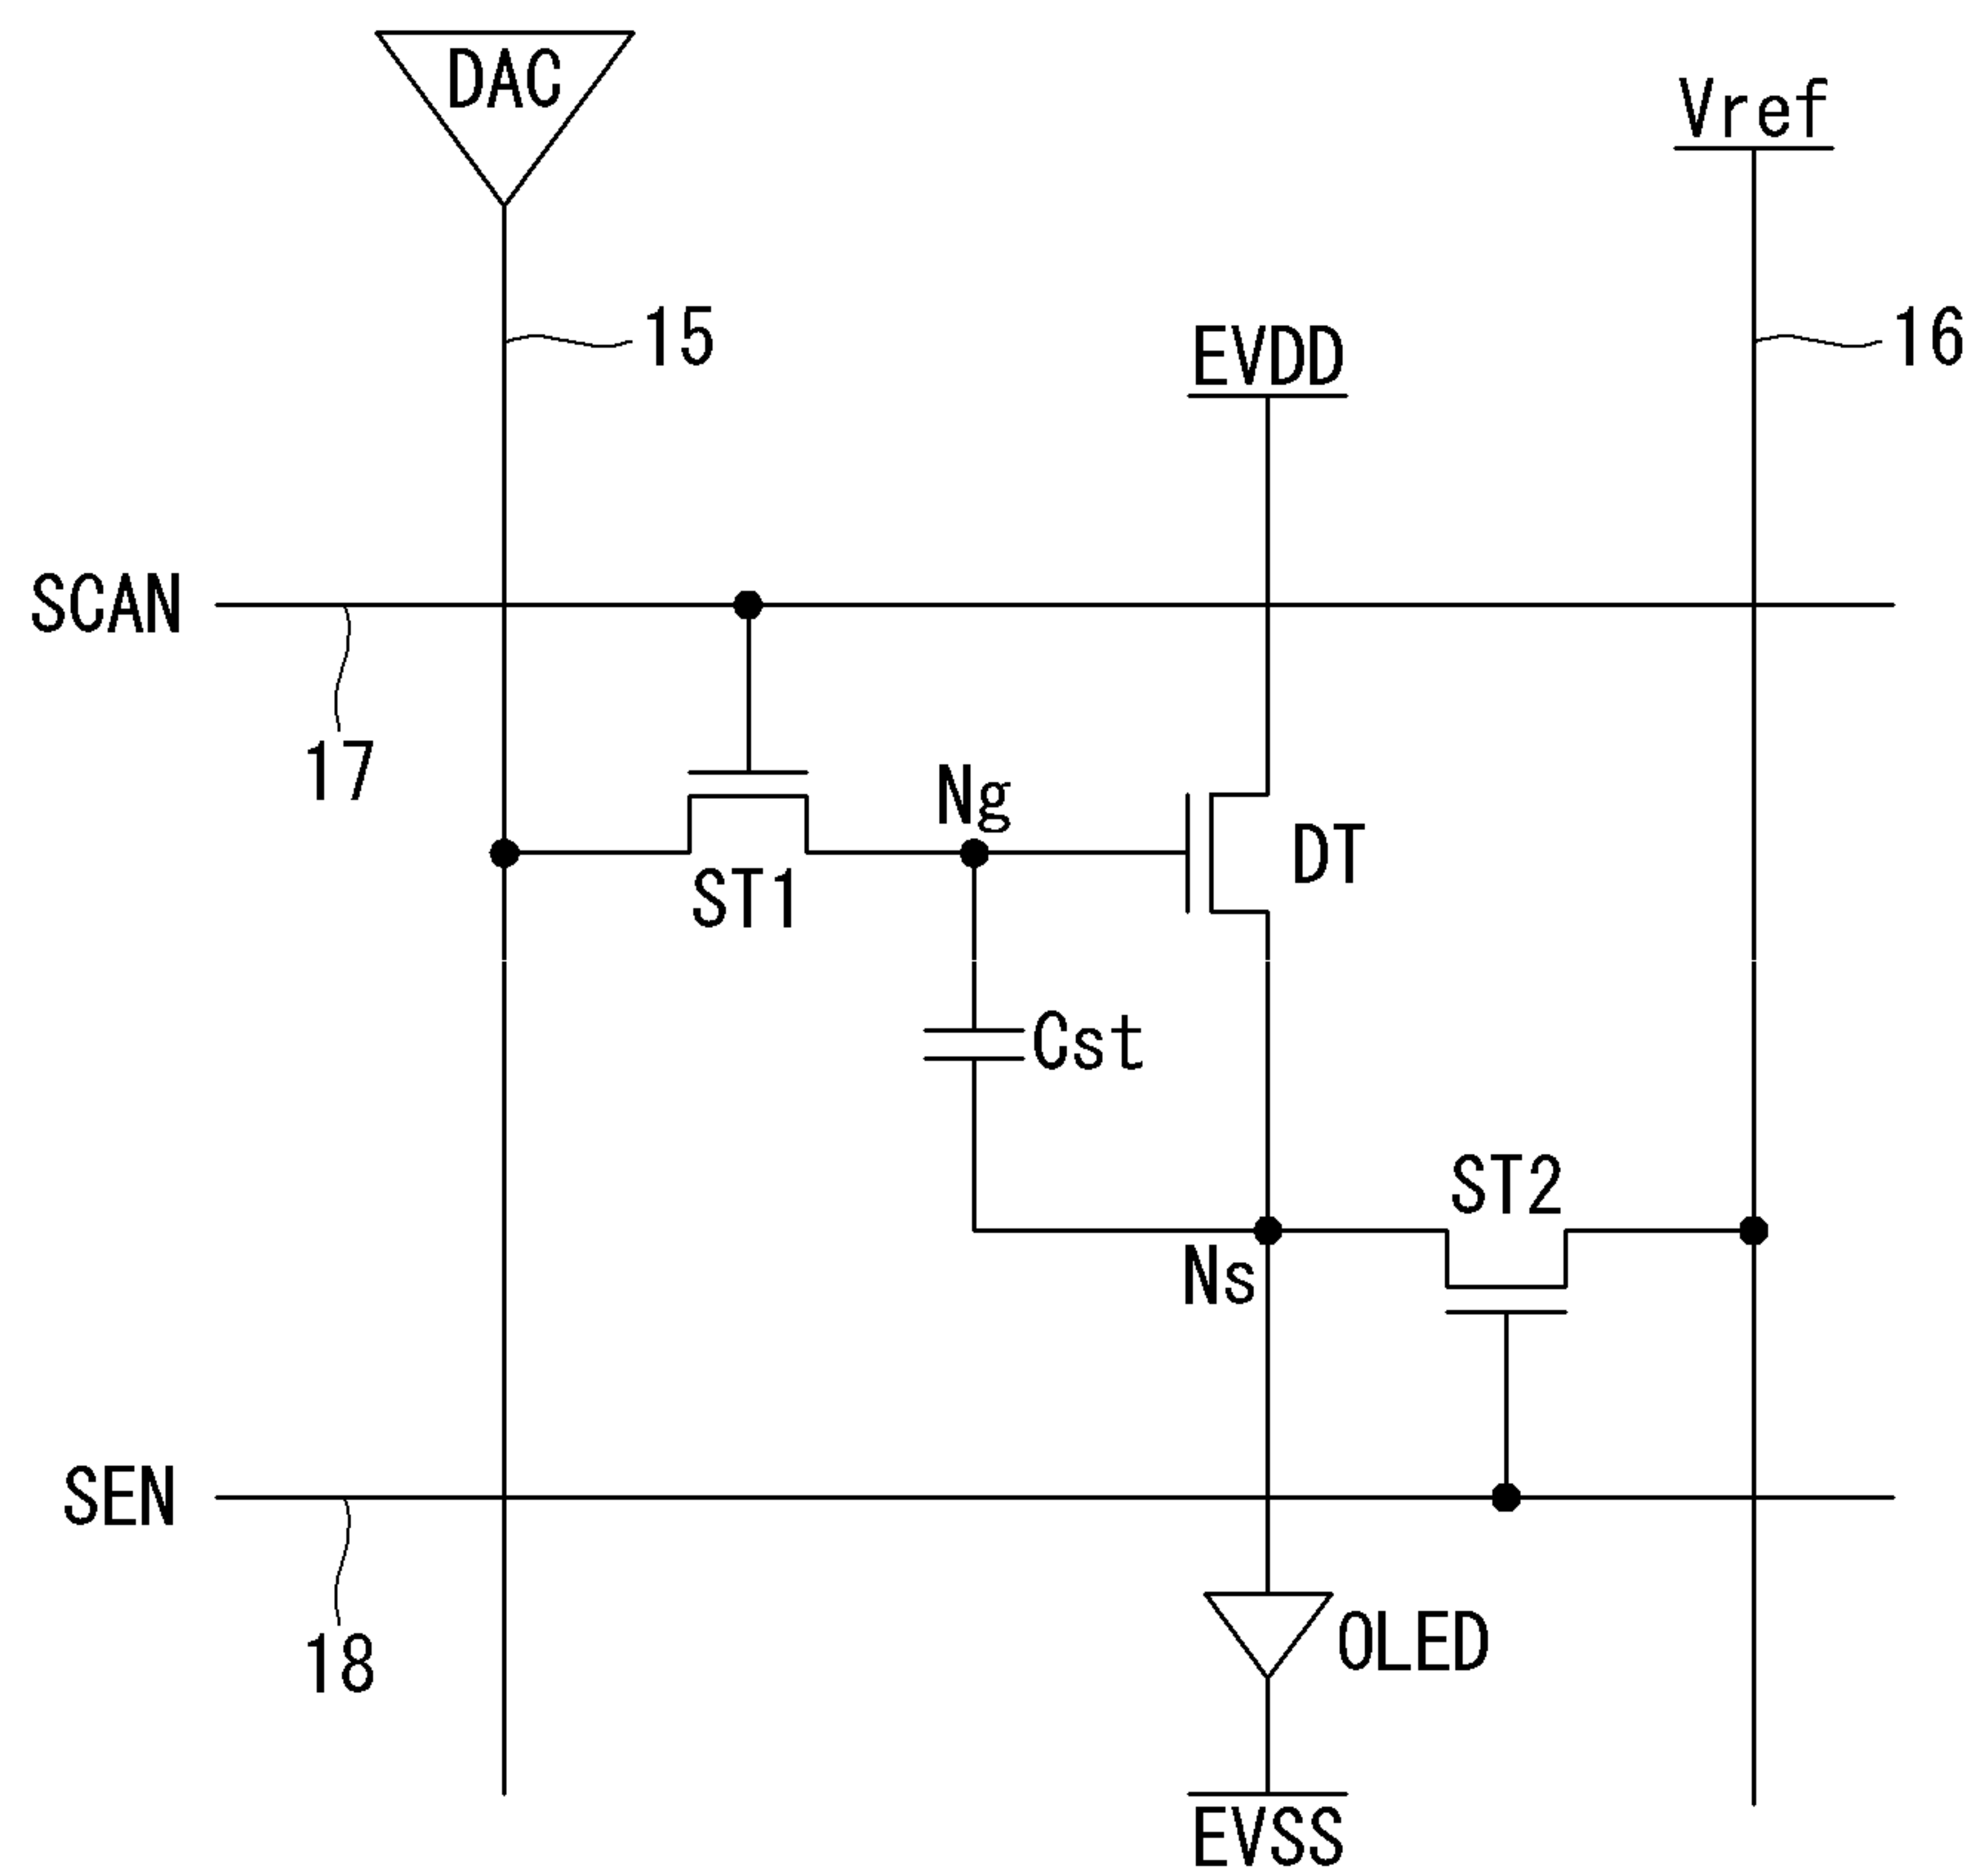 DAC
Vref
15
EVDD
16
SCAN
17
Ng
DT
ST1
Cst
ST2
Ns
SEN
18
OLED
EVSS